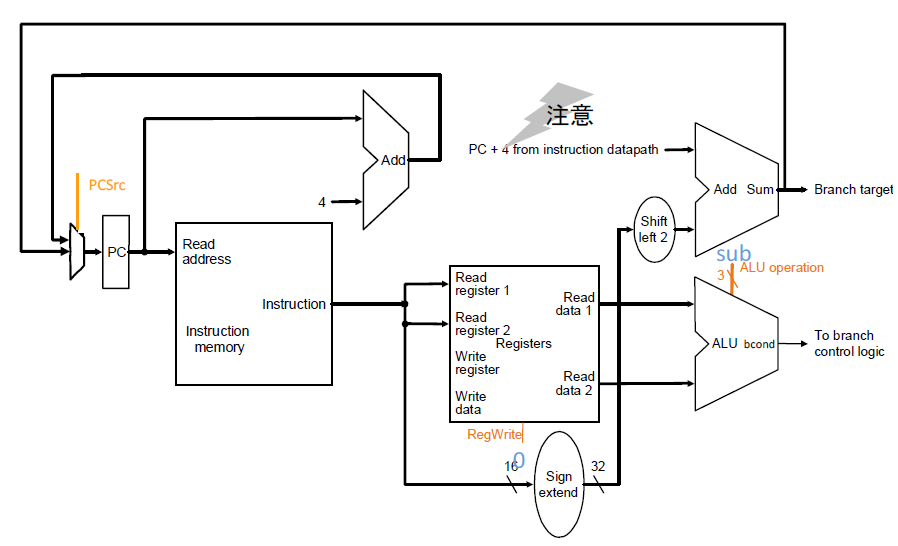 注意
PC + 4 from instruction datapath
Add
Add Sum
Branch target
PCSrc
4
Shift
left 2
sub
3
ALU operation
PC
Read
address
Instruction
Instruction
memory
Read
register 1
Read
register 2
Registers
Write
register
Write
data
Read
data 1
Read
data 2
ALU bcond
To branch
control logic
RegWrite
0
16
Sign
extend
32